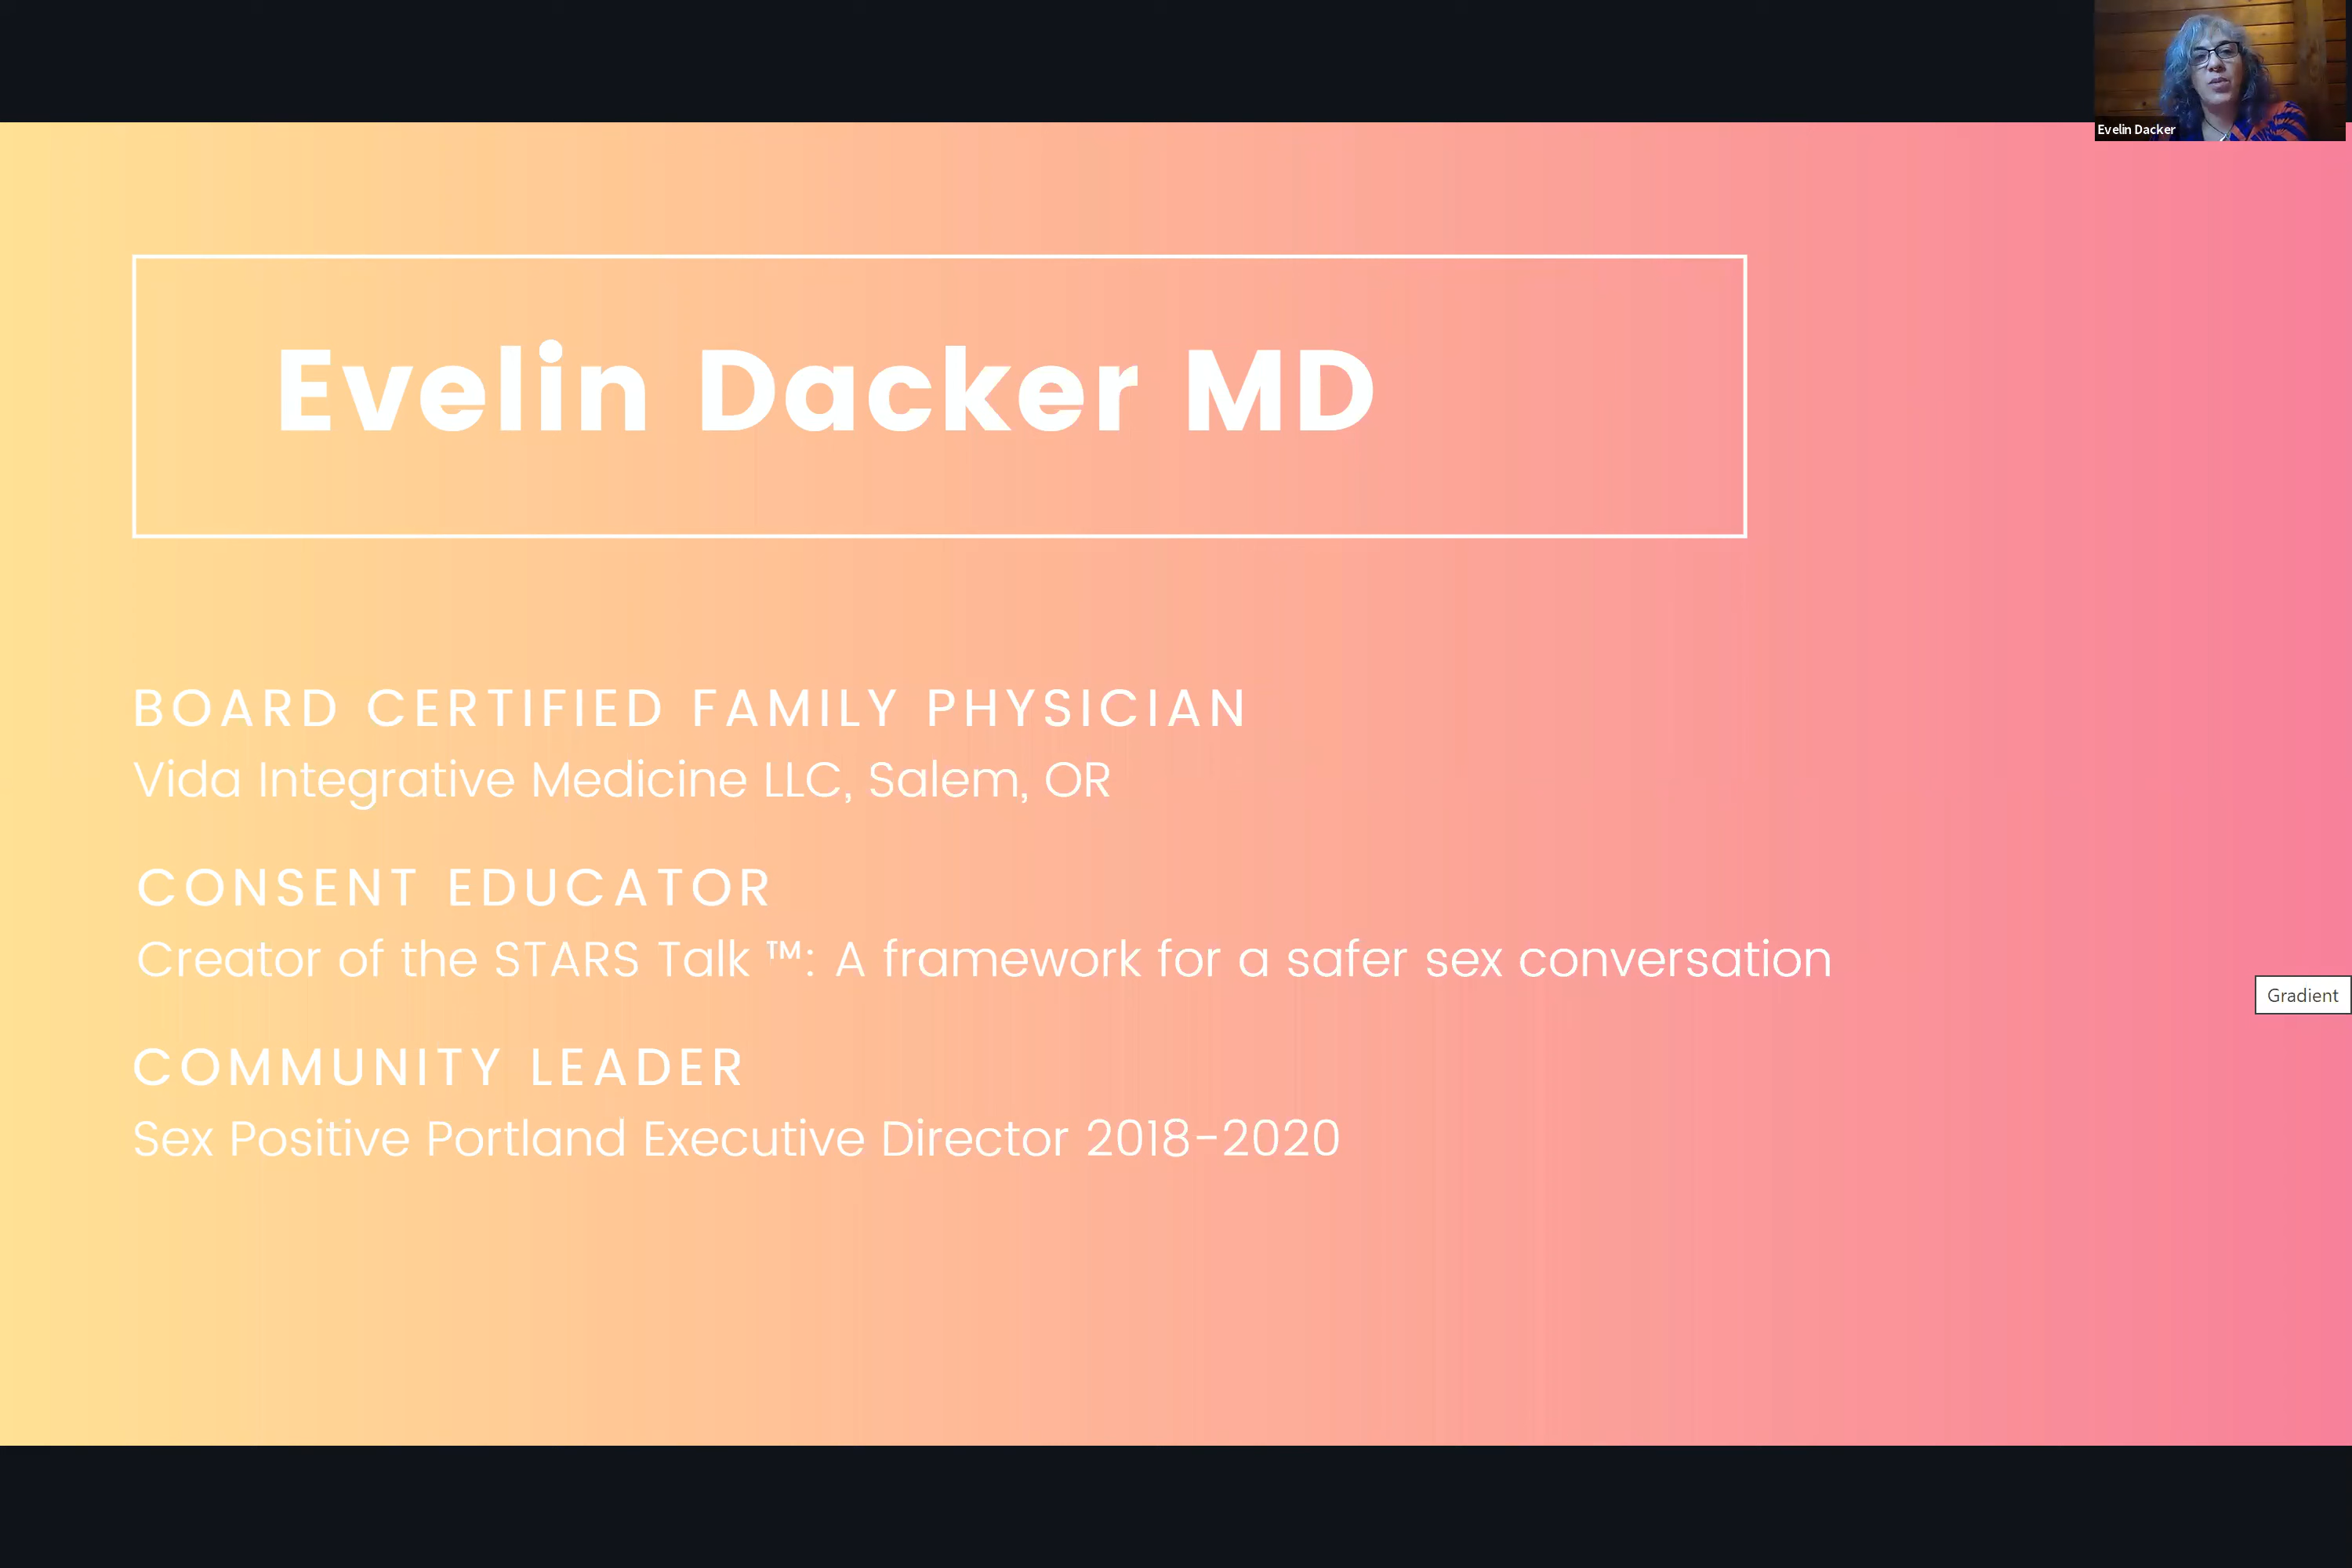 Evelin Dacker
Evelin Dacker MD
BOARD CERTIFIED FAMILY PHYSICIAN
Vida Integrative Medicine LLC, Salem, OR
CONSENT EDUCATOR
Creator of the STARS Talk ™: A framework for a safer sex conversation
Gradient
COMMUNITY LEADER
Sex Positive Portland Executive Director 2018-2020